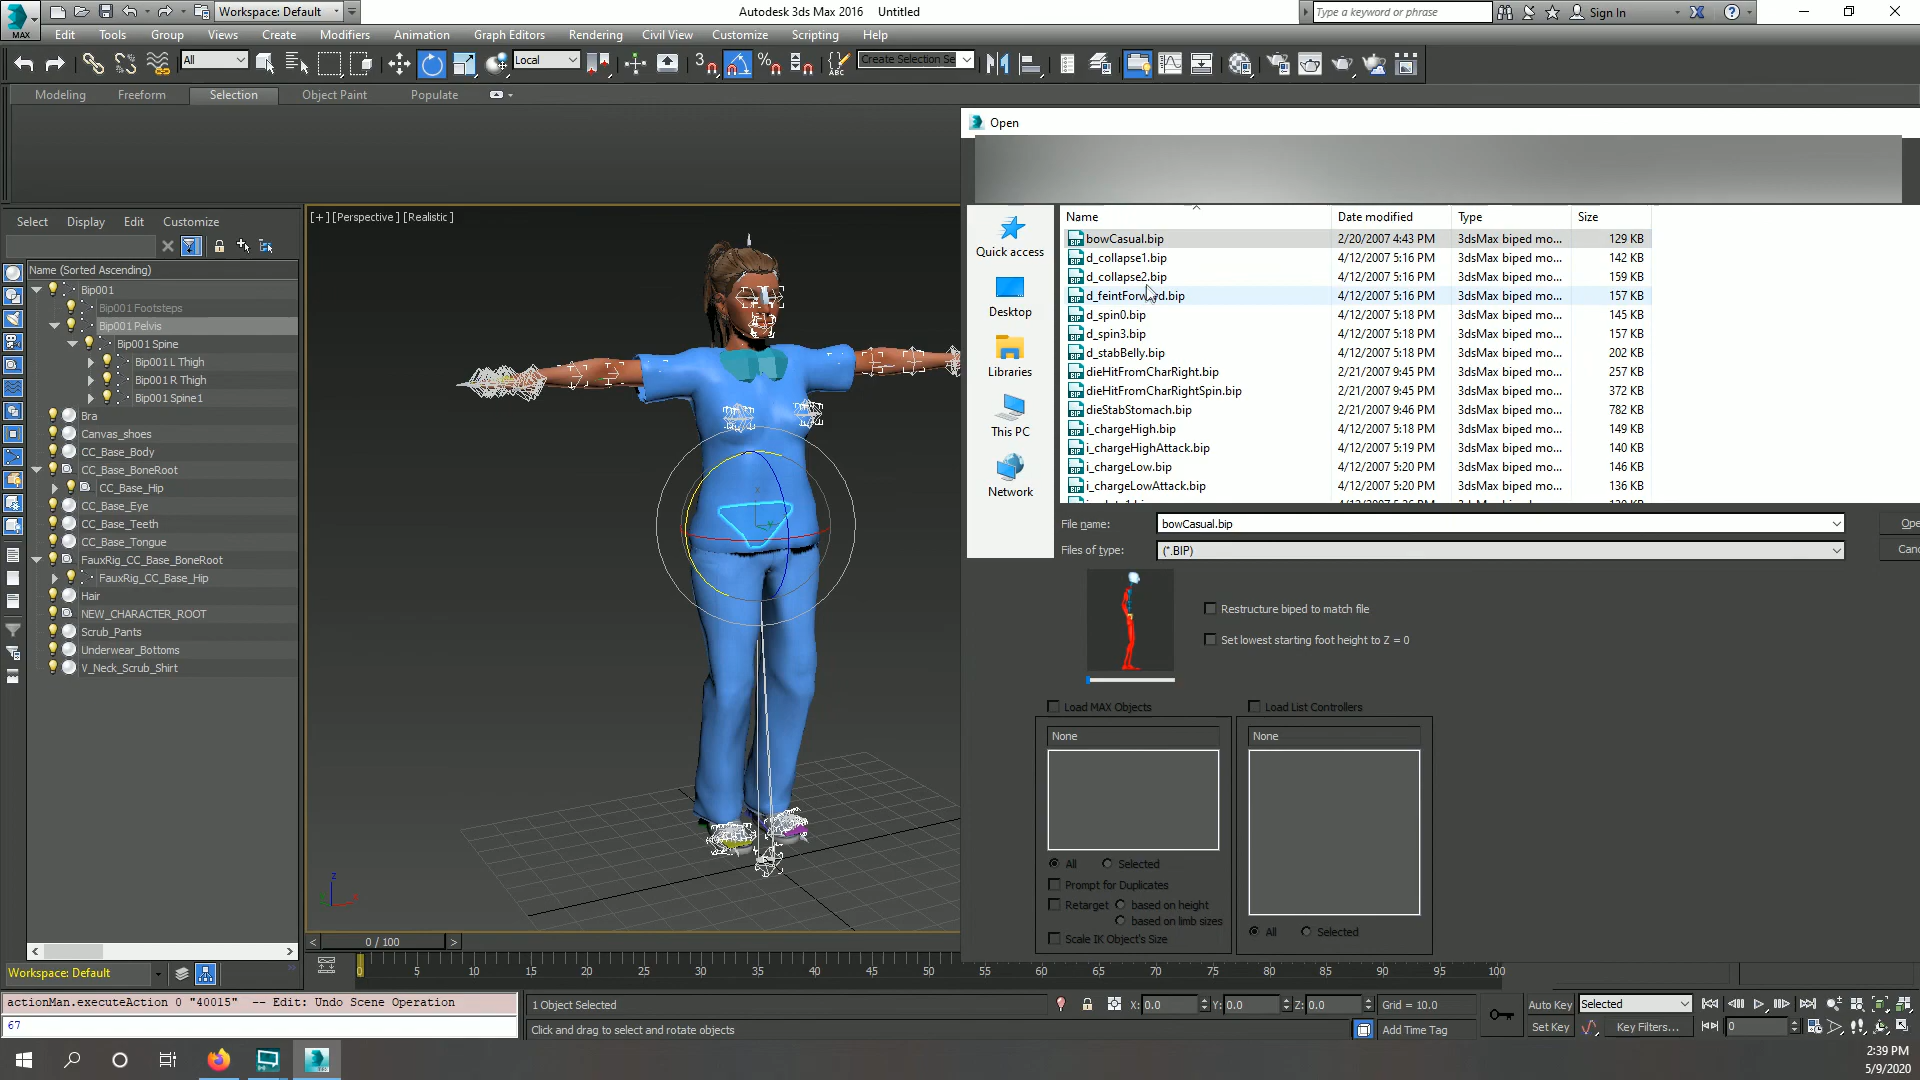 Workspace: Default
Autodesk 3ds Max 2016    Untitled
Type a keyword or phrase
Sign In
MAX
Edit Tools Group Views Create Modifiers Animation Graph Editors Rendering Civil View Customize Scripting Help
All
Local
Create Selection Se
Modeling Freeform Selection Object Paint Populate
Open
Select Display Edit Customize
[+] [Perspective] [Realistic]
Name Date modified Type Size
Name (Sorted Ascending)
Bip001
Bip001 Footsteps
Bip001 Pelvis
Bip001 Spine
Bip001 L Thigh
Bip001 R Thigh
Bip001 Spine1
Bra
Canvas_shoes
CC_Base_Body
CC_Base_BoneRoot
CC_Base_Hip
CC_Base_Eye
CC_Base_Teeth
CC_Base_Tongue
FauxRig_CC_Base_BoneRoot
FauxRig_CC_Base_Hip
Hair
NEW_CHARACTER_ROOT
Scrub_Pants
Underwear_Bottoms
V_Neck_Scrub_Shirt
Quick access
Desktop
Libraries
This PC
Network
bowCasual.bip 2/20/2007 4:43 PM 3dsMax biped mo... 129 KB
d_collapse1.bip 4/12/2007 5:16 PM 3dsMax biped mo... 142 KB
d_collapse2.bip 4/12/2007 5:16 PM 3dsMax biped mo... 159 KB
d_feintForward.bip 4/12/2007 5:16 PM 3dsMax biped mo... 157 KB
d_spin0.bip 4/12/2007 5:18 PM 3dsMax biped mo... 145 KB
d_spin3.bip 4/12/2007 5:18 PM 3dsMax biped mo... 157 KB
d_stabBelly.bip 4/12/2007 5:18 PM 3dsMax biped mo... 202 KB
dieHitFromCharRight.bip 2/21/2007 9:45 PM 3dsMax biped mo... 257 KB
dieHitFromCharRightSpin.bip 2/21/2007 9:45 PM 3dsMax biped mo... 372 KB
dieStabStomach.bip 2/21/2007 9:46 PM 3dsMax biped mo... 782 KB
i_chargeHigh.bip 4/12/2007 5:18 PM 3dsMax biped mo... 149 KB
i_chargeHighAttack.bip 4/12/2007 5:19 PM 3dsMax biped mo... 140 KB
i_chargeLow.bip 4/12/2007 5:20 PM 3dsMax biped mo... 146 KB
i_chargeLowAttack.bip 4/12/2007 5:20 PM 3dsMax biped mo... 136 KB
File name: bowCasual.bip
Ope
Files of type: (*.BIP)
Canc
Restructure biped to match file
Set lowest starting foot height to Z = 0
Load MAX Objects
Load List Controllers
None
None
All Selected
Prompt for Duplicates
Retarget based on height
based on limb sizes
Scale IK Object's Size
All Selected
< 0 / 100 >
0 5 10 15 20 25 30 35 40 45 50 55 60 65 70 75 80 85 90 95 100
Workspace: Default
actionMan.executeAction 0 "40015" -- Edit: Undo Scene Operation
67
1 Object Selected
Click and drag to select and rotate objects
X: 0.0 Y: 0.0 Z: 0.0 Grid = 10.0
Add Time Tag
Auto Key Selected
Set Key Key Filters...
0
2:39 PM
5/9/2020